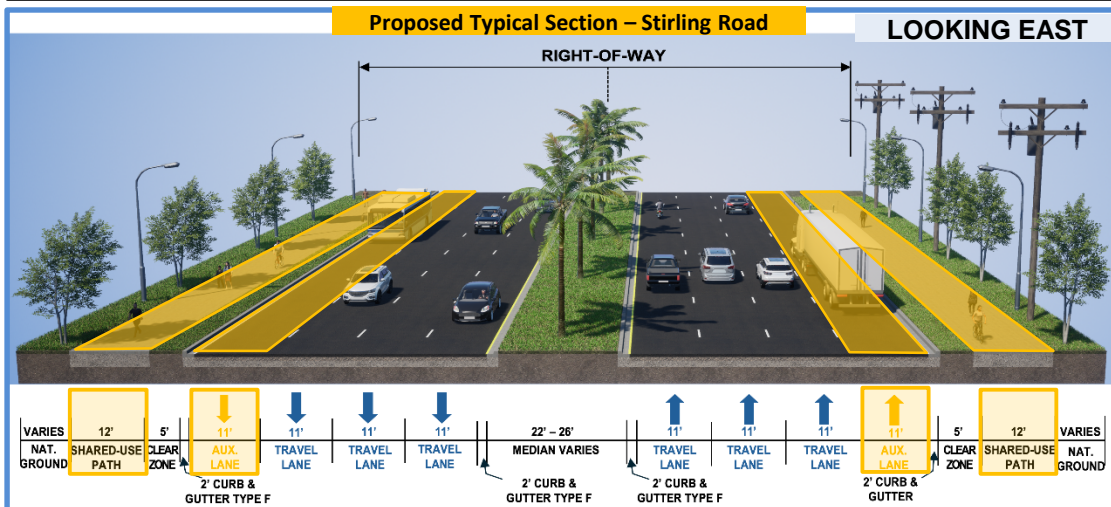 Proposed Typical Section – Stirling Road
LOOKING EAST
RIGHT-OF-WAY
VARIES
NAT.
GROUND
12'
SHARED-USE
PATH
5'
CLEAR
ZONE
11'
AUX.
LANE
11'
TRAVEL
LANE
11'
TRAVEL
LANE
11'
TRAVEL
LANE
22' – 26'
MEDIAN VARIES
11'
TRAVEL
LANE
11'
TRAVEL
LANE
11'
TRAVEL
LANE
11'
AUX.
LANE
5'
CLEAR
ZONE
12'
SHARED-USE
PATH
VARIES
NAT.
GROUND
2' CURB &
GUTTER TYPE F
2' CURB &
GUTTER TYPE F
2' CURB &
GUTTER TYPE F
2' CURB &
GUTTER